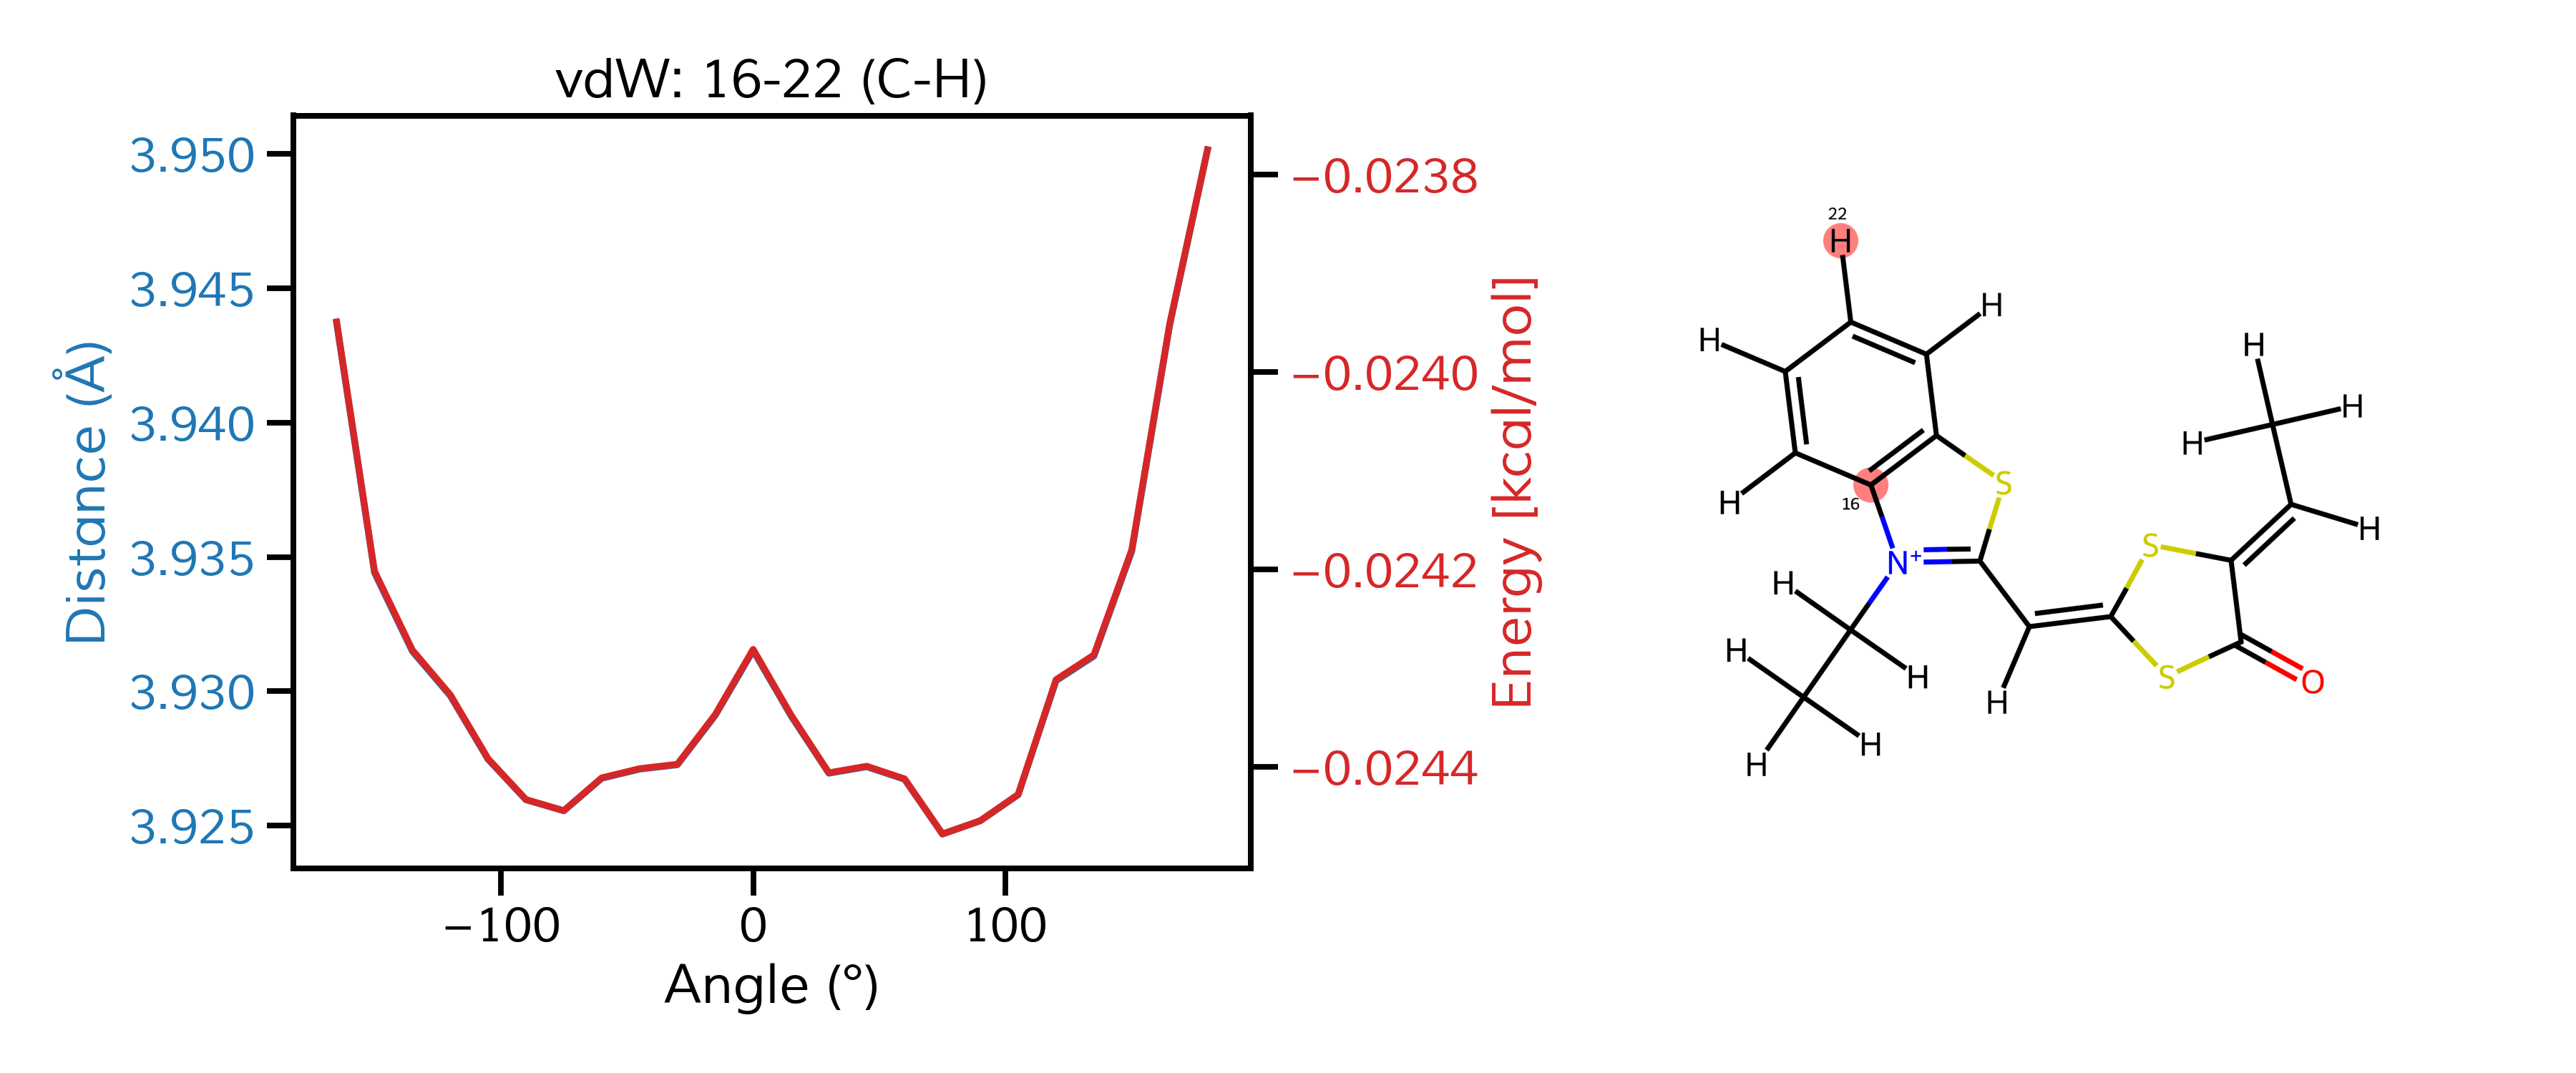 vdW: 16-22 (C-H)
3.950
3.945
3.940
3.935
3.930
3.925
Distance (Å)
−0.0238
−0.0240
−0.0242
−0.0244
Energy [kcal/mol]
−100
0
100
Angle (°)
22
H
H
H
H
16
S
N+
H
H
H
H
H
H
H
H
H
H
S
S
O
H